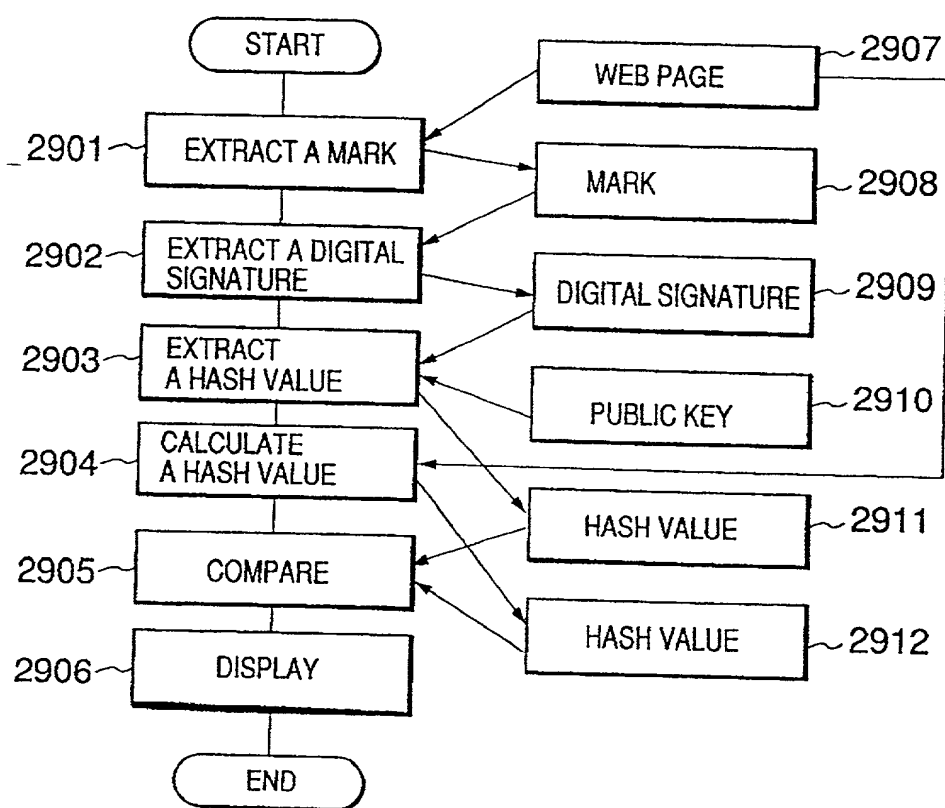 START
WEB PAGE
2907
2901
EXTRACT A MARK
MARK
2908
2902
EXTRACT A DIGITAL
SIGNATURE
DIGITAL SIGNATURE
2909
2903
EXTRACT
A HASH VALUE
PUBLIC KEY
2910
2904
CALCULATE
A HASH VALUE
HASH VALUE
2911
2905
COMPARE
HASH VALUE
2912
2906
DISPLAY
END